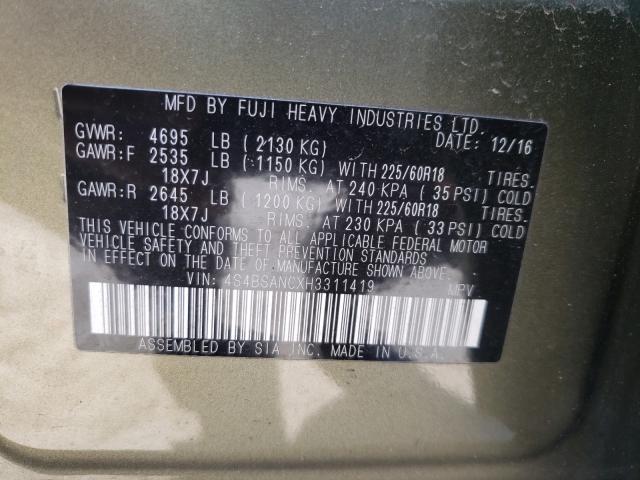 MFD BY FUJI HEAVY INDUSTRIES LTD.
GVWR: 4695 LB ( 2130 KG) DATE: 12/16
GAWR:F 2535 LB ( 1150 KG) WITH 225/60R18 TIRES.
18X7J RIMS. AT 240 KPA ( 35 PSI) COLD
GAWR:R 2645 LB ( 1200 KG) WITH 225/60R18 TIRES.
18X7J RIMS. AT 230 KPA ( 33 PSI) COLD
THIS VEHICLE CONFORMS TO ALL APPLICABLE FEDERAL MOTOR
VEHICLE SAFETY AND THEFT PREVENTION STANDARDS
IN EFFECT ON THE DATE OF MANUFACTURE SHOWN ABOVE.
VIN: 4S4BSANCXH3311419 MPV
ASSEMBLED BY SIA INC. MADE IN U.S.A.